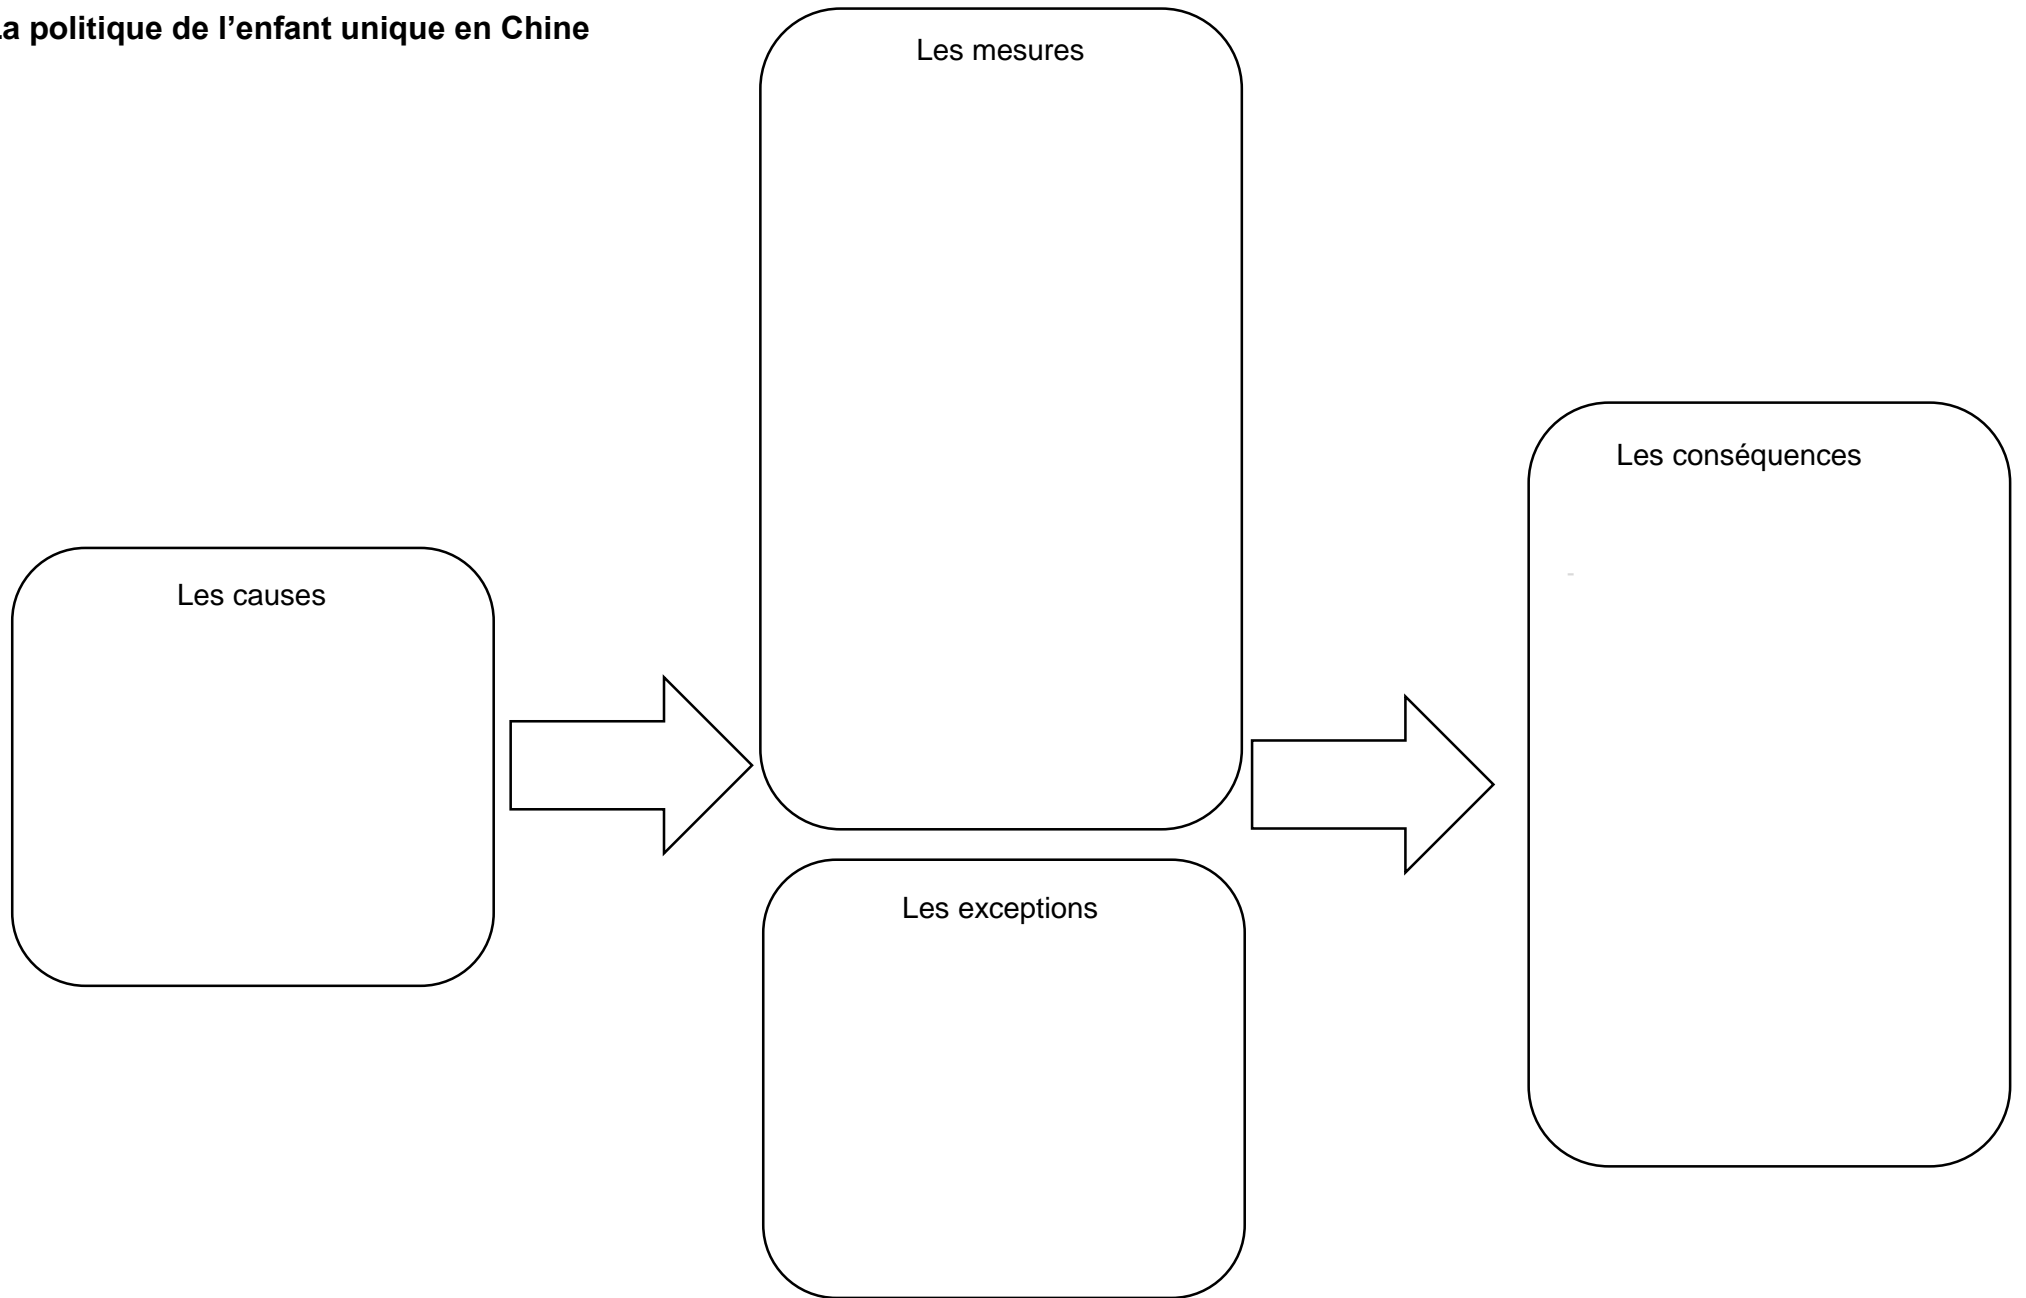 La politique de l’enfant unique en Chine
Les mesures
Les causes
Les conséquences
-
Les exceptions